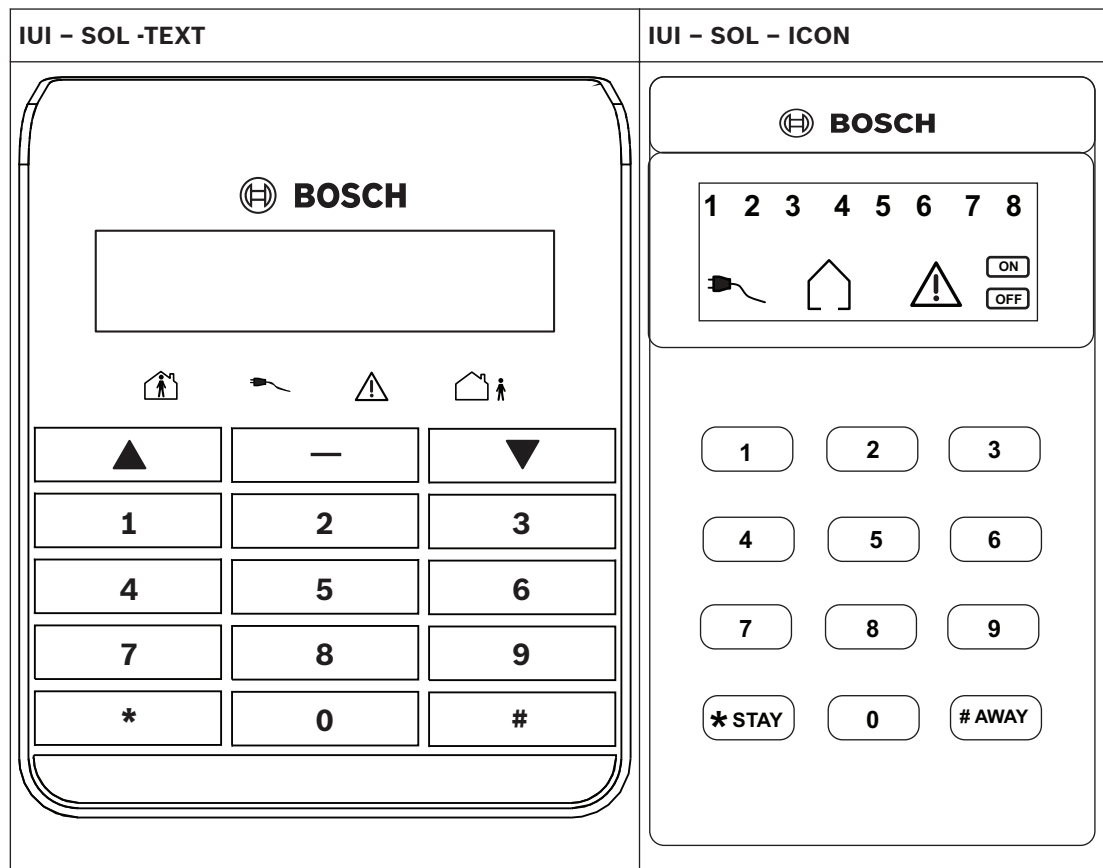 IUI – SOL -TEXT
IUI – SOL – ICON
BOSCH
—
1 2 3
4 5 6
7 8 9
* 0 #
BOSCH
1 2 3 4 5 6 7 8
ON
OFF
1 2 3
4 5 6
7 8 9
* STAY 0 # AWAY